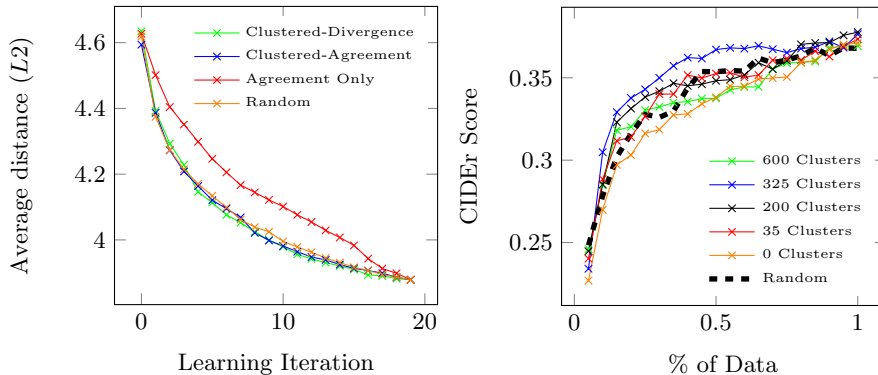 4.6
4.4
4.2
4
0
10
20
Average distance (L2)
Learning Iteration
Clustered-Divergence
Clustered-Agreement
Agreement Only
Random
0.35
0.3
0.25
0
0.5
1
CIDEr Score
% of Data
600 Clusters
325 Clusters
200 Clusters
35 Clusters
0 Clusters
Random